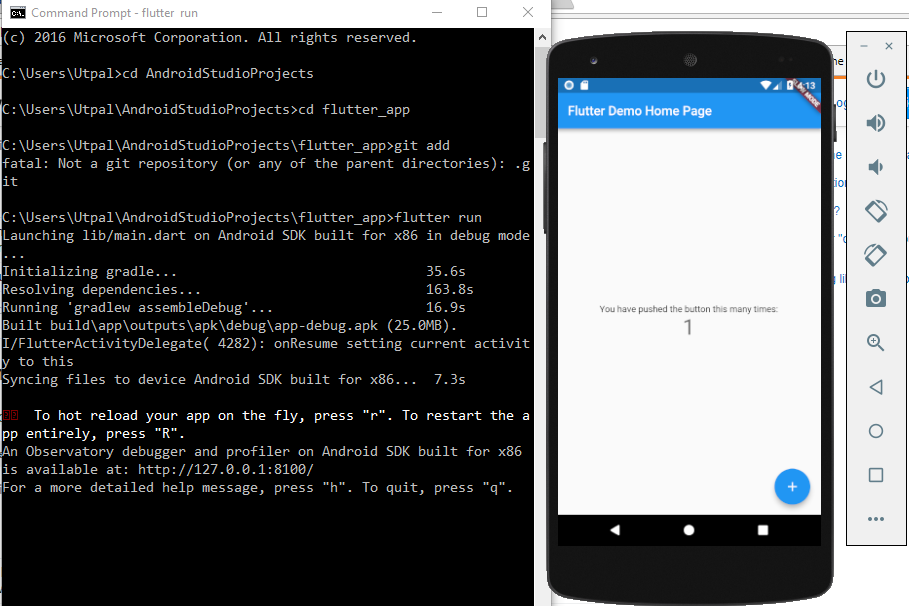 Command Prompt - flutter run
(c) 2016 Microsoft Corporation. All rights reserved.
C:\Users\Utpal>cd AndroidStudioProjects
C:\Users\Utpal\AndroidStudioProjects>cd flutter_app
C:\Users\Utpal\AndroidStudioProjects\flutter_app>git add
fatal: Not a git repository (or any of the parent directories): .g
it
C:\Users\Utpal\AndroidStudioProjects\flutter_app>flutter run
Launching lib/main.dart on Android SDK built for x86 in debug mode
...
Initializing gradle... 35.6s
Resolving dependencies... 163.8s
Running 'gradlew assembleDebug'... 16.9s
Built build\app\outputs\apk\debug\app-debug.apk (25.0MB).
I/FlutterActivityDelegate( 4282): onResume setting current activit
y to this
Syncing files to device Android SDK built for x86... 7.3s
To hot reload your app on the fly, press "r". To restart the a
pp entirely, press "R".
An Observatory debugger and profiler on Android SDK built for x86
is available at: http://127.0.0.1:8100/
For a more detailed help message, press "h". To quit, press "q".
4:13
Flutter Demo Home Page
You have pushed the button this many times:
1